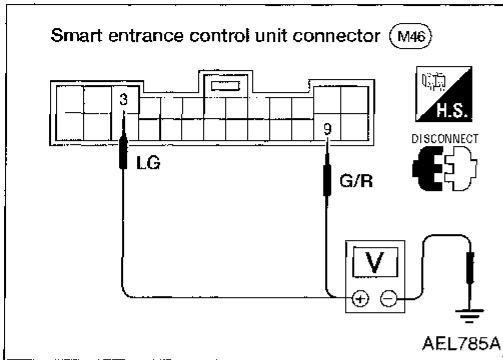 Smart entrance control unit connector (M46)
H.S.
DISCONNECT
3
9
LG
G/R
V
+ −
AEL785A